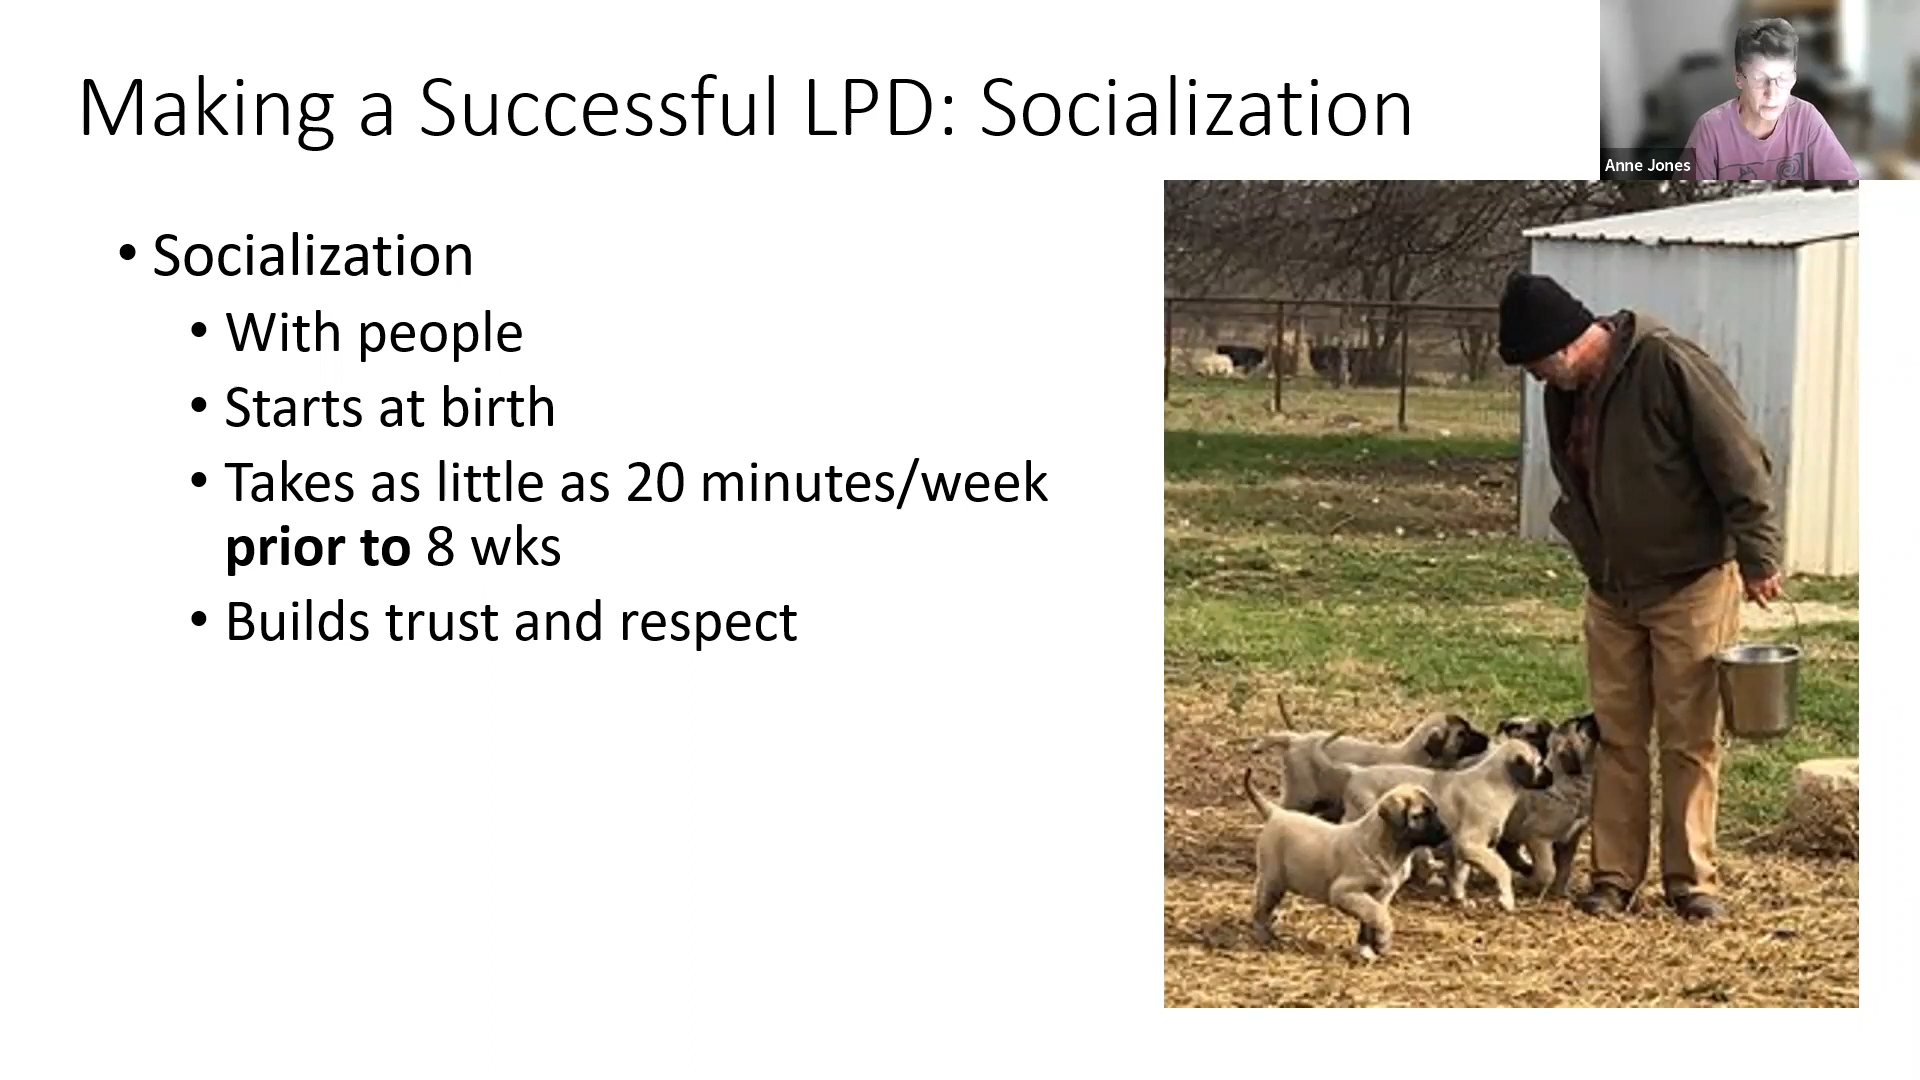 Making a Successful LPD: Socialization
Anne Jones
• Socialization
• With people
• Starts at birth
• Takes as little as 20 minutes/week
prior to 8 wks
• Builds trust and respect